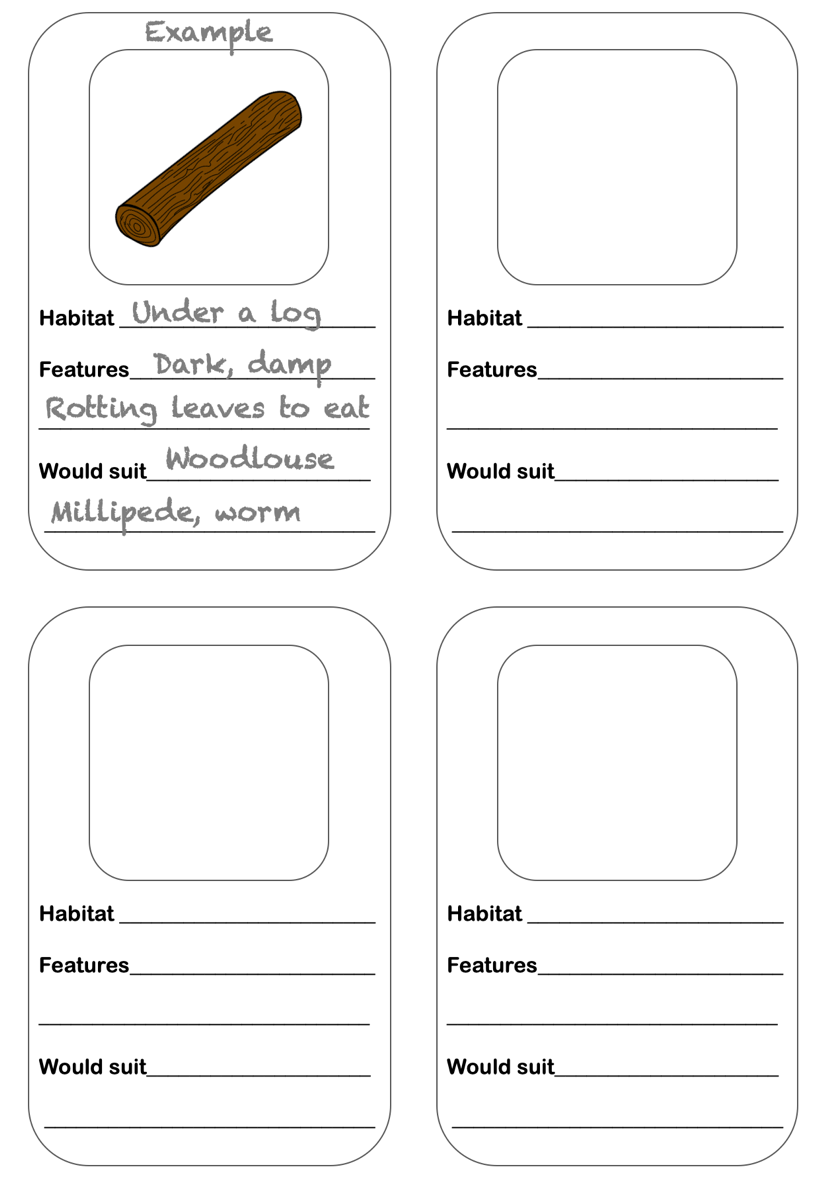 Example
Habitat Under a log
Features Dark, damp
Rotting leaves to eat
Would suit Woodlouse
Millipede, worm
Habitat
Features
Would suit
Habitat
Features
Would suit
Habitat
Features
Would suit